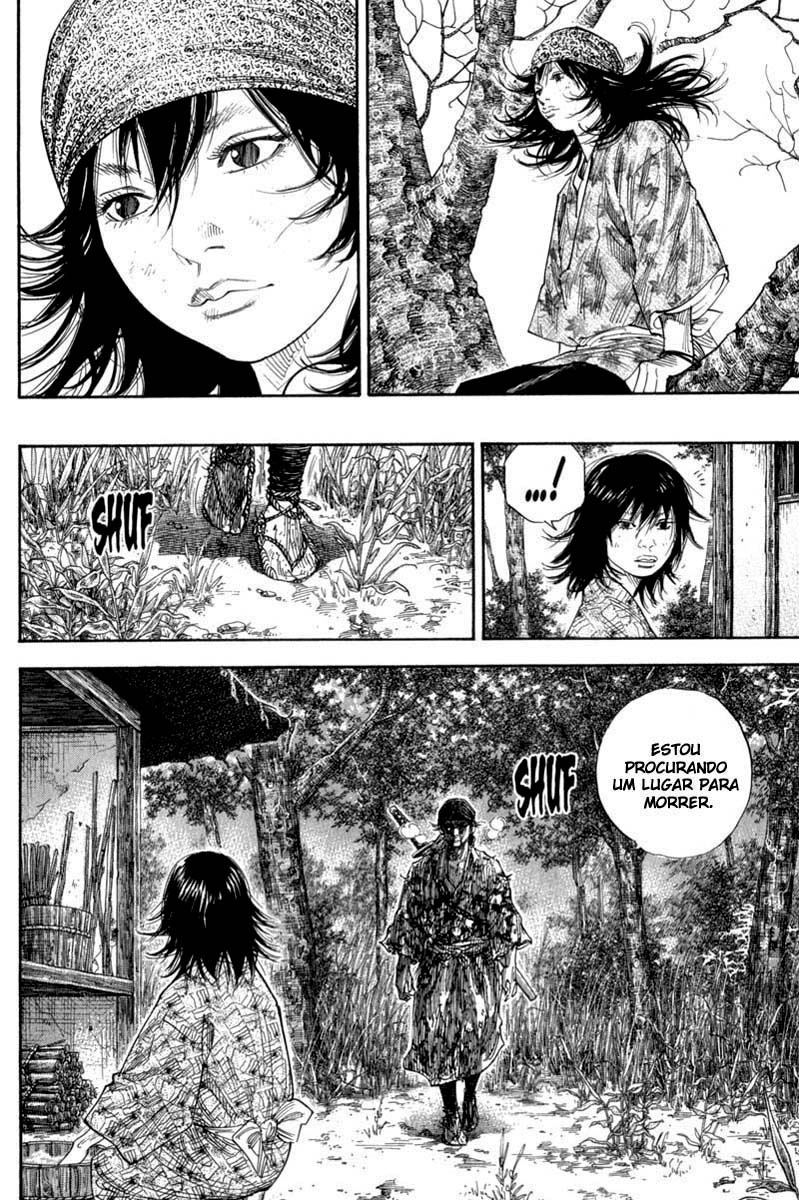 ....!
SHUF
SHUF
ESTOU
PROCURANDO
UM LUGAR PARA
MORRER.